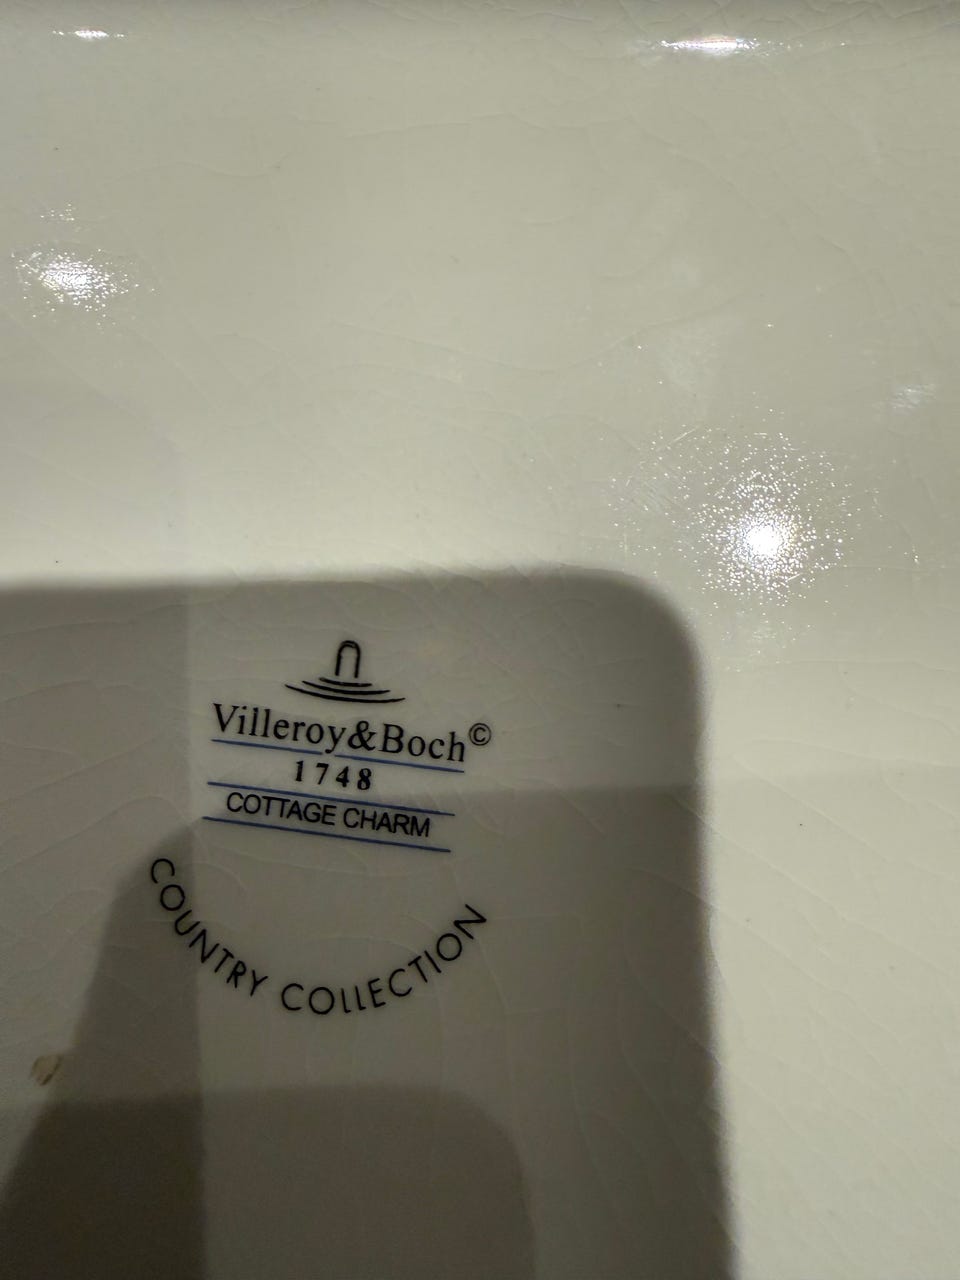 Villeroy&Boch©
1748
COTTAGE CHARM
COUNTRY COLLECTION